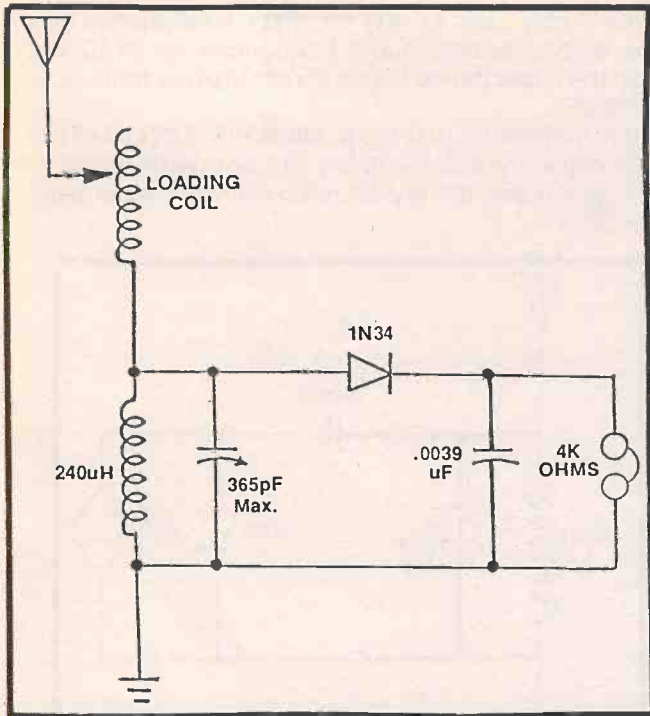 LOADING
COIL
1N34
240uH
365pF
Max.
.0039
uF
4K
OHMS